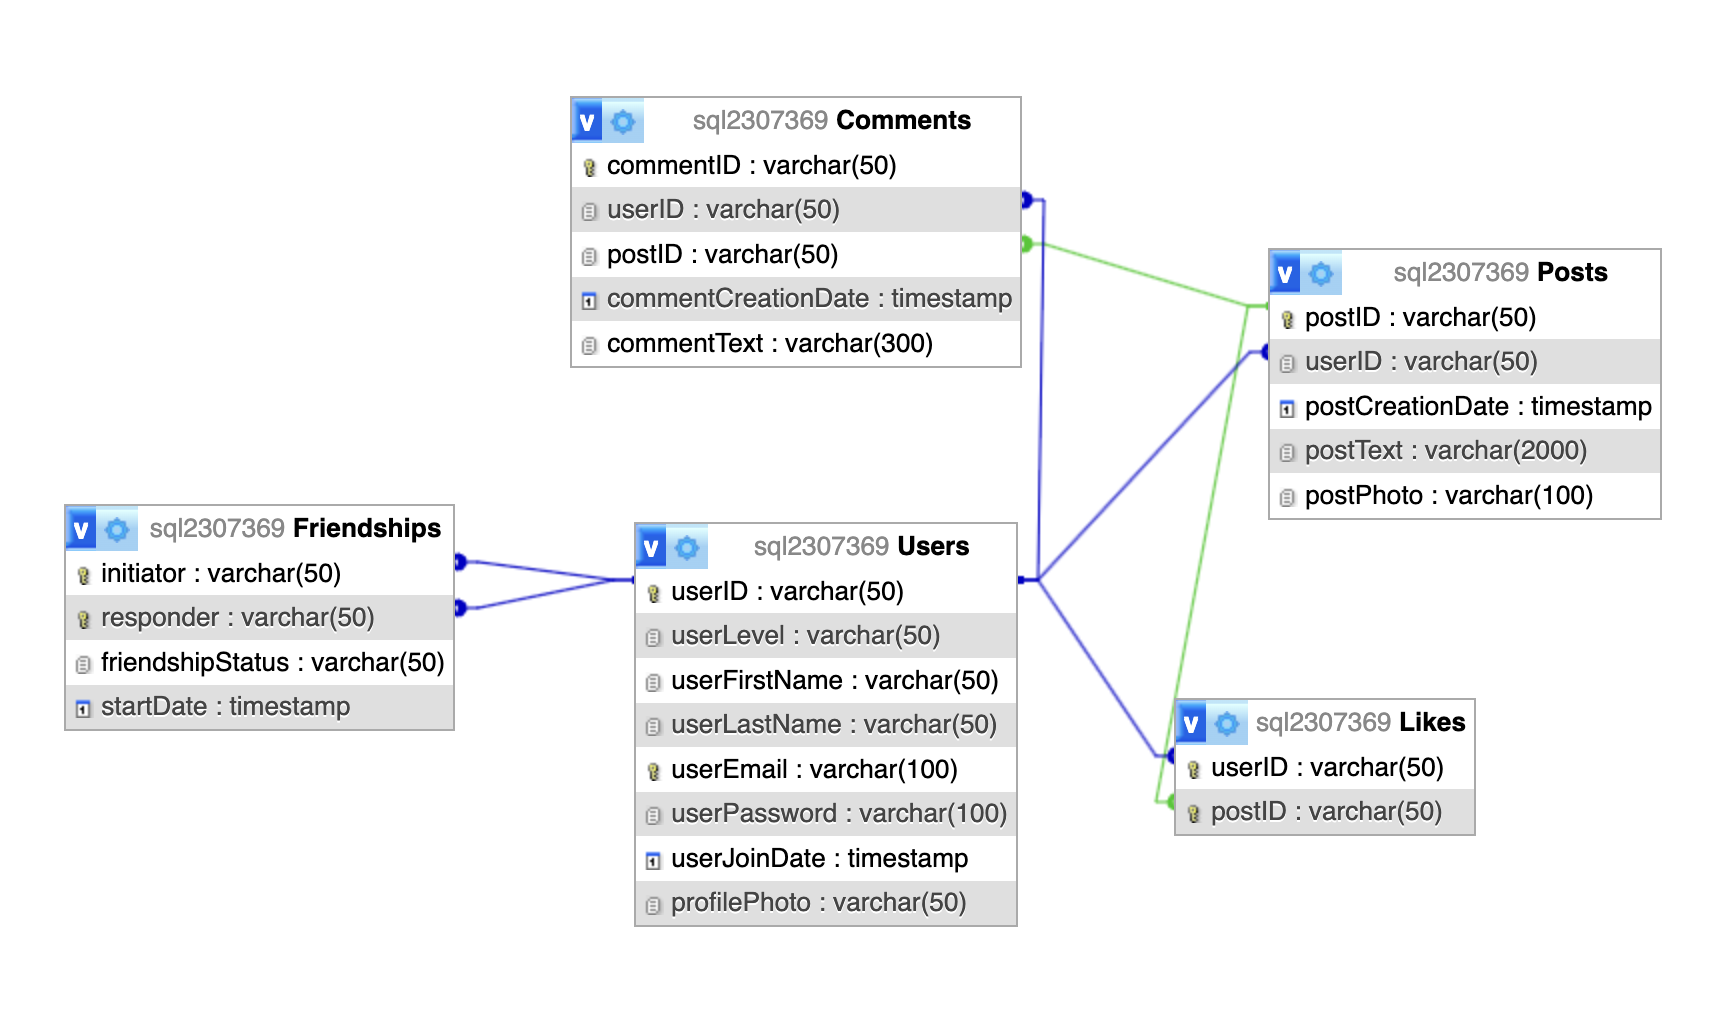 v sql2307369 Comments
commentID : varchar(50)
userID : varchar(50)
postID : varchar(50)
commentCreationDate : timestamp
commentText : varchar(300)
v sql2307369 Posts
postID : varchar(50)
userID : varchar(50)
postCreationDate : timestamp
postText : varchar(2000)
postPhoto : varchar(100)
v sql2307369 Friendships
initiator : varchar(50)
responder : varchar(50)
friendshipStatus : varchar(50)
startDate : timestamp
v sql2307369 Users
userID : varchar(50)
userLevel : varchar(50)
userFirstName : varchar(50)
userLastName : varchar(50)
userEmail : varchar(100)
userPassword : varchar(100)
userJoinDate : timestamp
profilePhoto : varchar(50)
v sql2307369 Likes
userID : varchar(50)
postID : varchar(50)